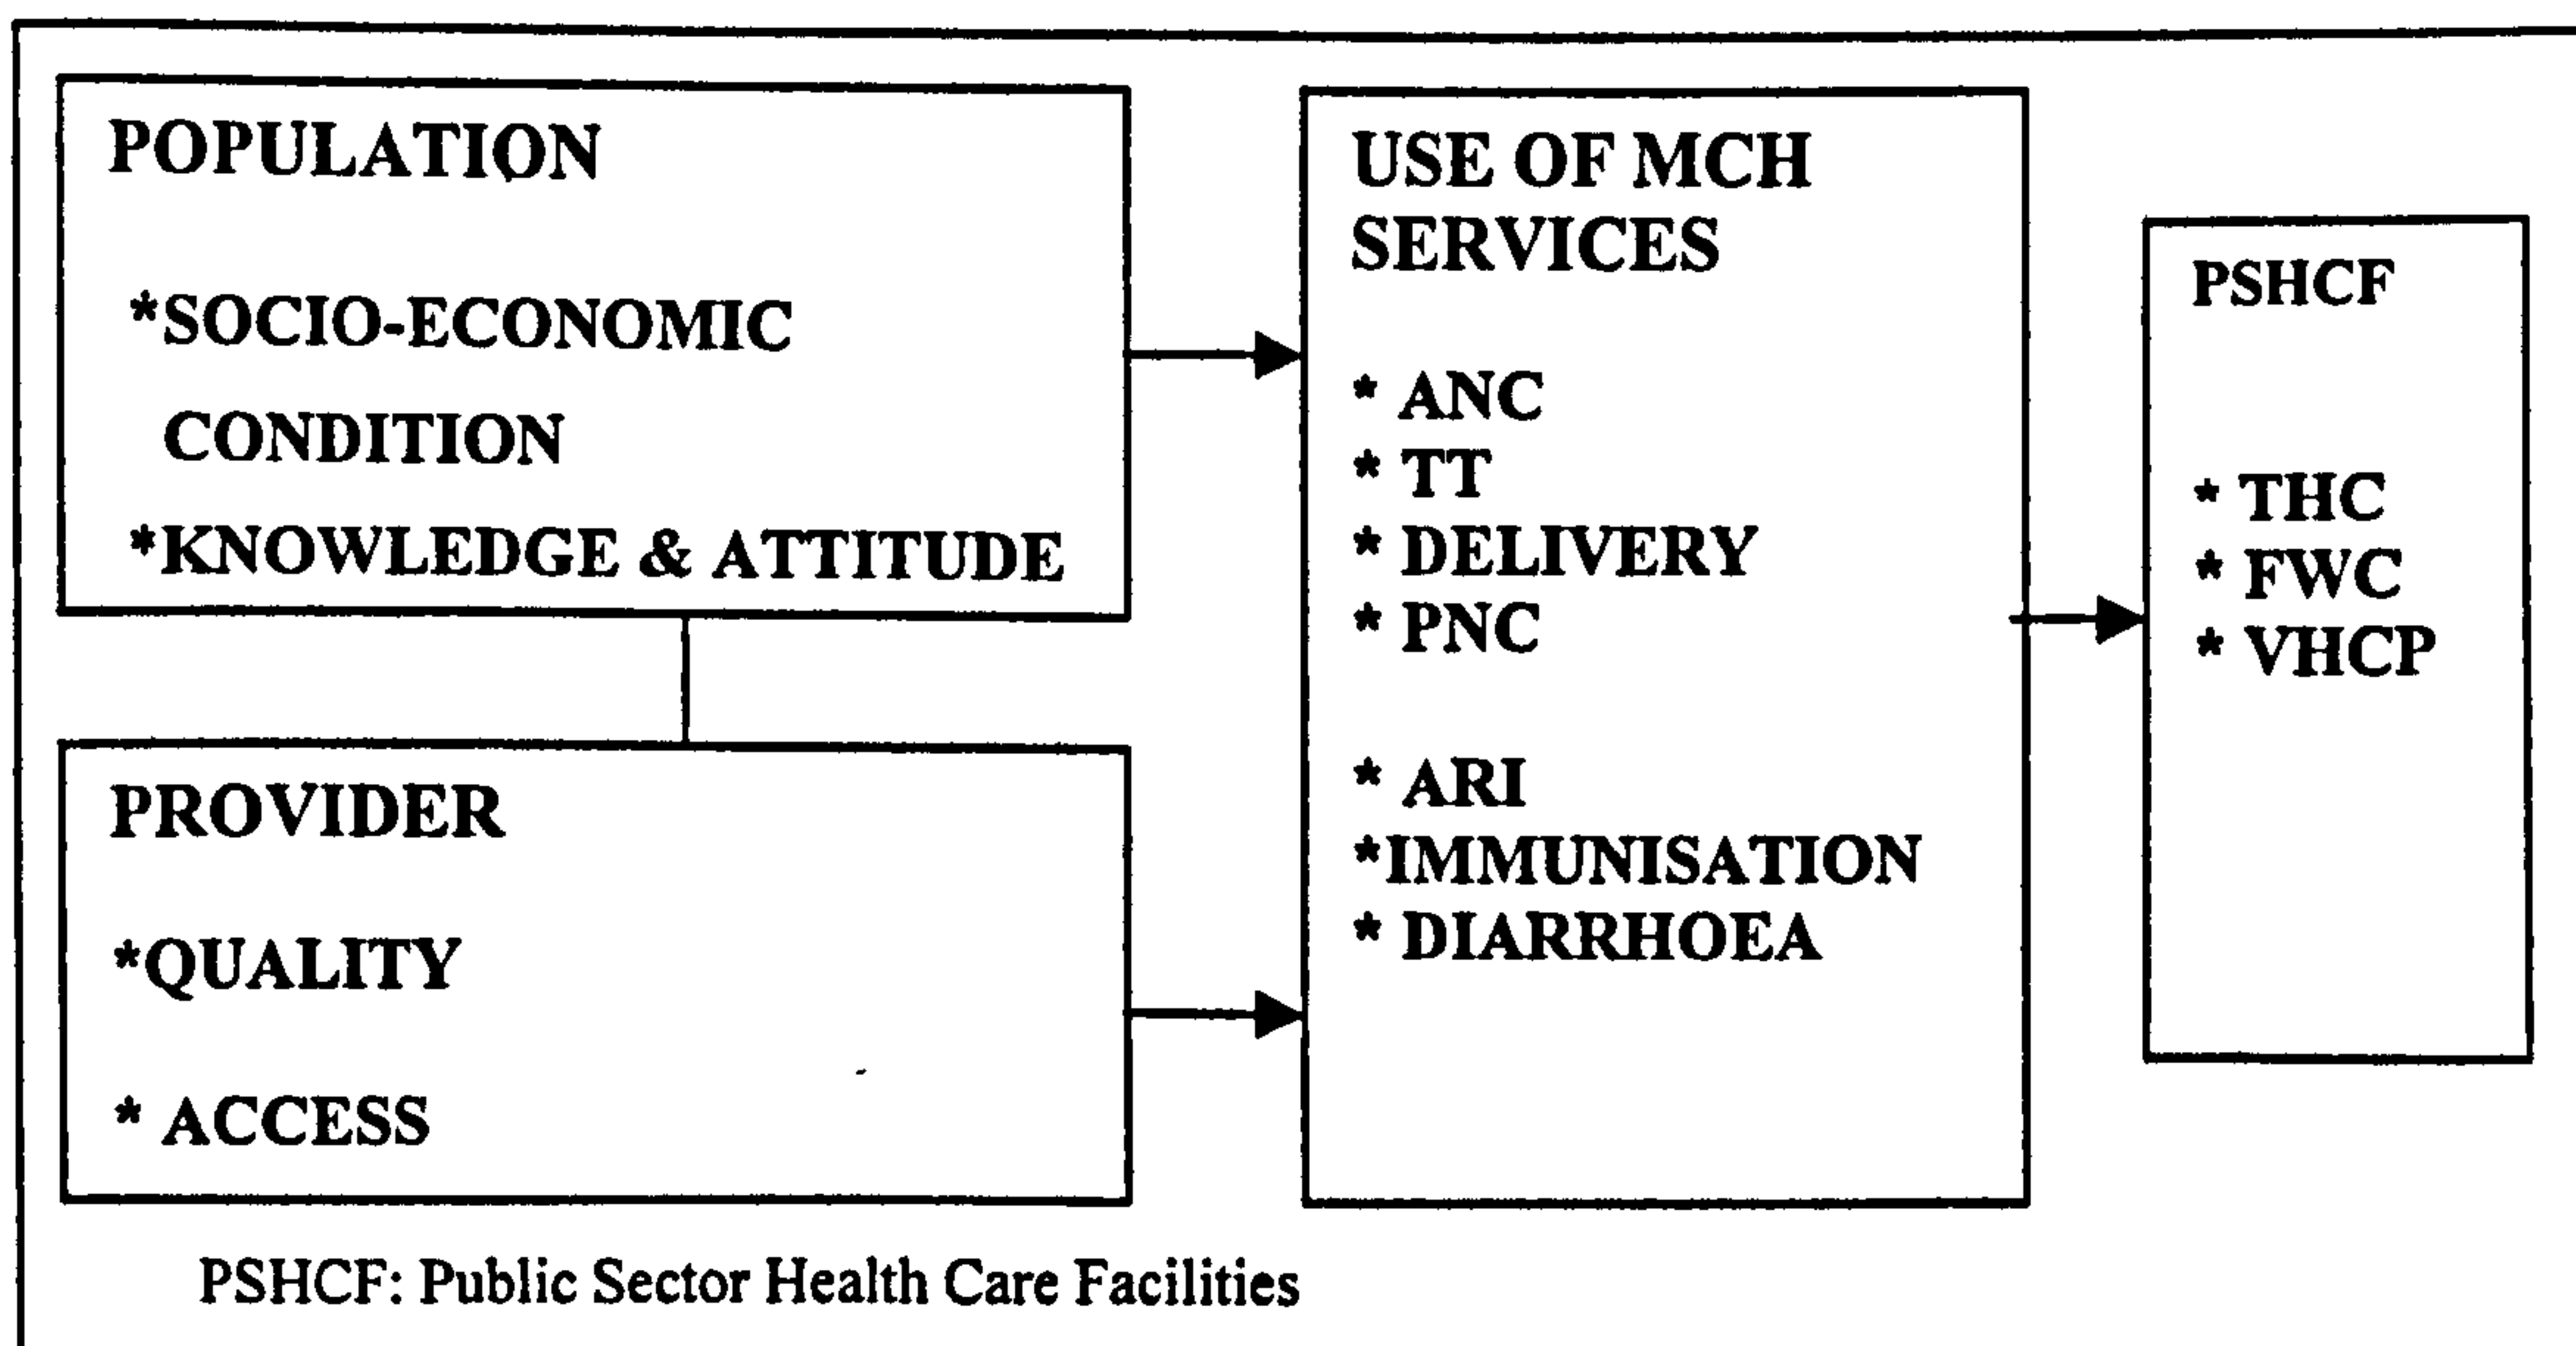 POPULATION
*SOCIO-ECONOMIC
CONDITION
*KNOWLEDGE & ATTITUDE
PROVIDER
*QUALITY
* ACCESS
USE OF MCH
SERVICES
* ANC
* TT
* DELIVERY
* PNC
* ARI
*IMMUNISATION
* DIARRHOEA
PSHCF
* THC
* FWC
* VHCP
PSHCF: Public Sector Health Care Facilities